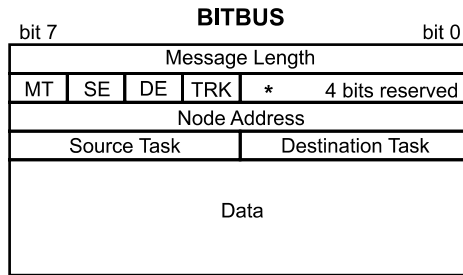 BITBUS
bit 7 bit 0
Message Length
MT SE DE TRK * 4 bits reserved
Node Address
Source Task Destination Task
Data